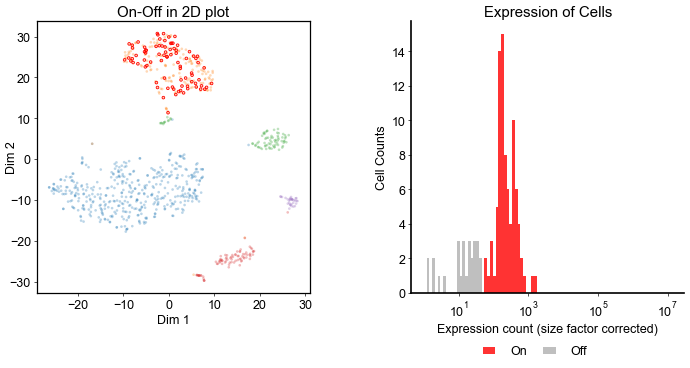 On-Off in 2D plot
Dim 2
30
20
10
0
−10
−20
−30
−20 −10 0 10 20 30
Dim 1
Expression of Cells
Cell Counts
14
12
10
8
6
4
2
0
10^1 10^3 10^5 10^7
Expression count (size factor corrected)
On Off